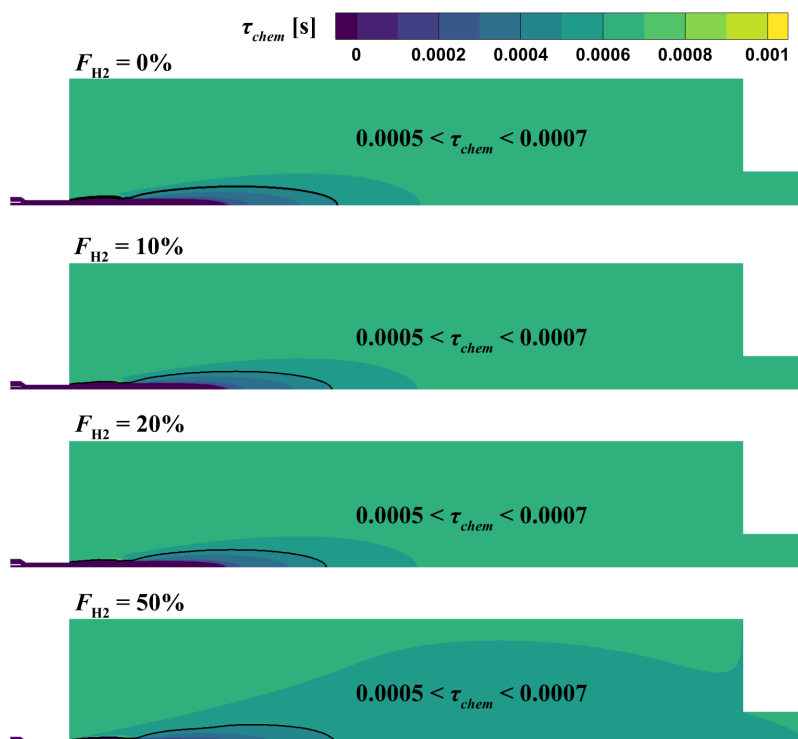 τchem [s]
0 0.0002 0.0004 0.0006 0.0008 0.001
FH2 = 0%
0.0005 < τchem < 0.0007
FH2 = 10%
0.0005 < τchem < 0.0007
FH2 = 20%
0.0005 < τchem < 0.0007
FH2 = 50%
0.0005 < τchem < 0.0007